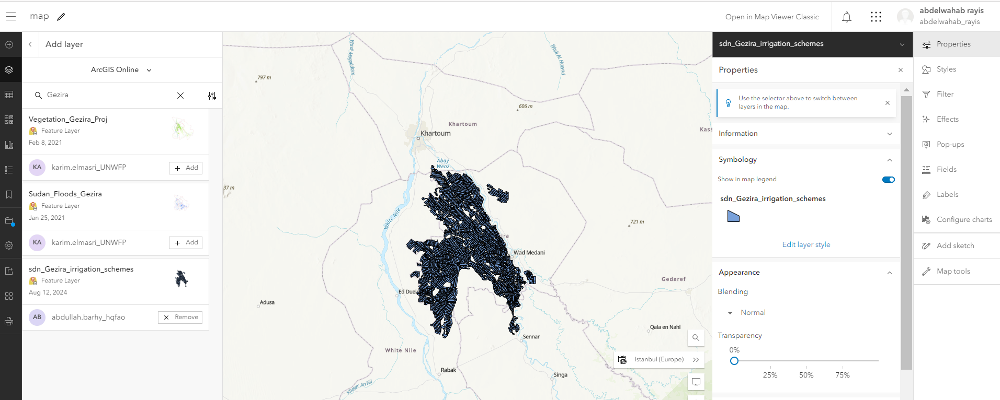 map
Open in Map Viewer Classic
abdelwahab rayis
abdelwahab_rayis
Add layer
ArcGIS Online
Gezira
Vegetation_Gezira_Proj
Feature Layer
Feb 8, 2021
KA
karim.elmasri_UNWFP
Add
Sudan_Floods_Gezira
Feature Layer
Jan 25, 2021
KA
karim.elmasri_UNWFP
Add
sdn_Gezira_irrigation_schemes
Feature Layer
Aug 12, 2024
AB
abdullah.barhy_hqfao
Remove
Wadi Magaddam
Wadi Al Hawad
797 m
606 m
Khartoum
Kass
Khartoum
Abay
Wenz
37 m
White Nile
721 m
ira
Wad Medani
Gedaref
Ed Duein
Adusa
Qala en Nahl
Sennar
White Nile
Istanbul (Europe)
Rabak
Singa
Khawr An Nil
sdn_Gezira_irrigation_schemes
Properties
Use the selector above to switch between
layers in the map.
Information
Symbology
Show in map legend
sdn_Gezira_irrigation_schemes
Edit layer style
Appearance
Blending
Normal
Transparency
0%
25% 50% 75%
Properties
Styles
Filter
Effects
Pop-ups
Fields
Labels
Configure charts
Add sketch
Map tools